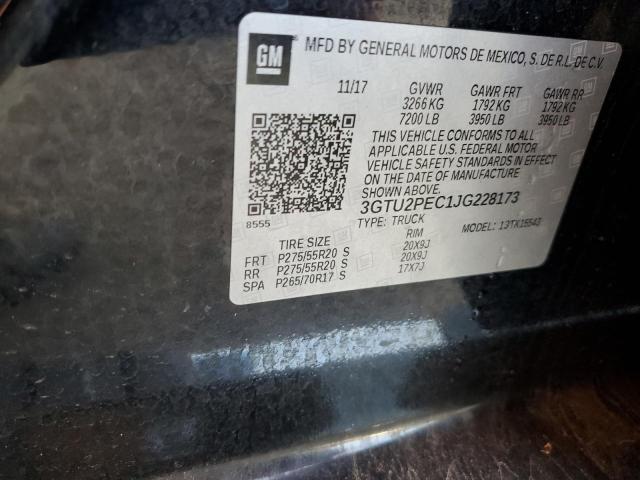 GM
MFD BY GENERAL MOTORS DE MEXICO, S. DE R.L. DE C.V.
11/17 GVWR GAWR FRT GAWR RR
3266 KG 1792 KG 1792 KG
7200 LB 3950 LB 3950 LB
THIS VEHICLE CONFORMS TO ALL
APPLICABLE U.S. FEDERAL MOTOR
VEHICLE SAFETY STANDARDS IN EFFECT
ON THE DATE OF MANUFACTURE
SHOWN ABOVE.
3GTU2PEC1JG228173
8555 TYPE: TRUCK MODEL: 13TK15543
TIRE SIZE RIM
FRT P275/55R20 S 20X9J
RR P275/55R20 S 20X9J
SPA P265/70R17 S 17X7J